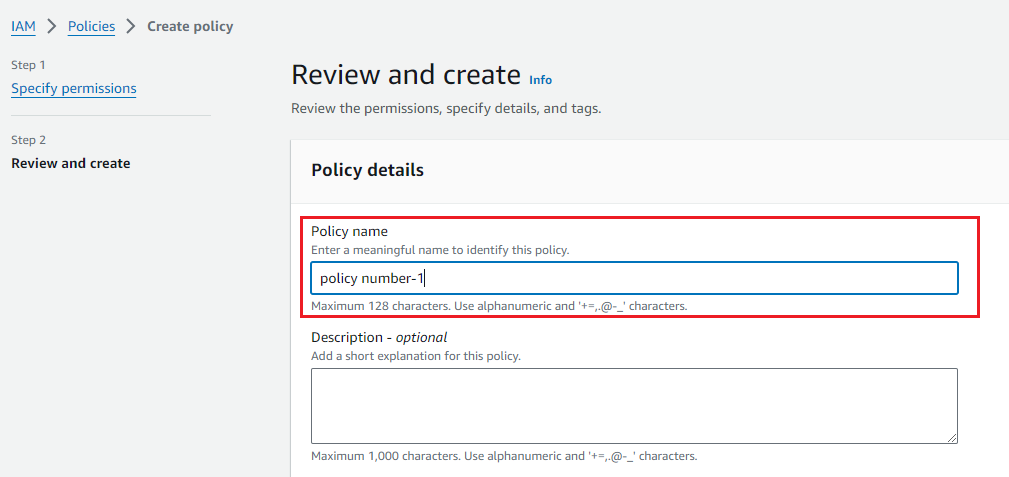 IAM > Policies > Create policy
Step 1
Specify permissions
Step 2
Review and create
Review and create Info
Review the permissions, specify details, and tags.
Policy details
Policy name
Enter a meaningful name to identify this policy.
policy number-1
Maximum 128 characters. Use alphanumeric and '+=,.@-_' characters.
Description - optional
Add a short explanation for this policy.
Maximum 1,000 characters. Use alphanumeric and '+=,.@-_' characters.